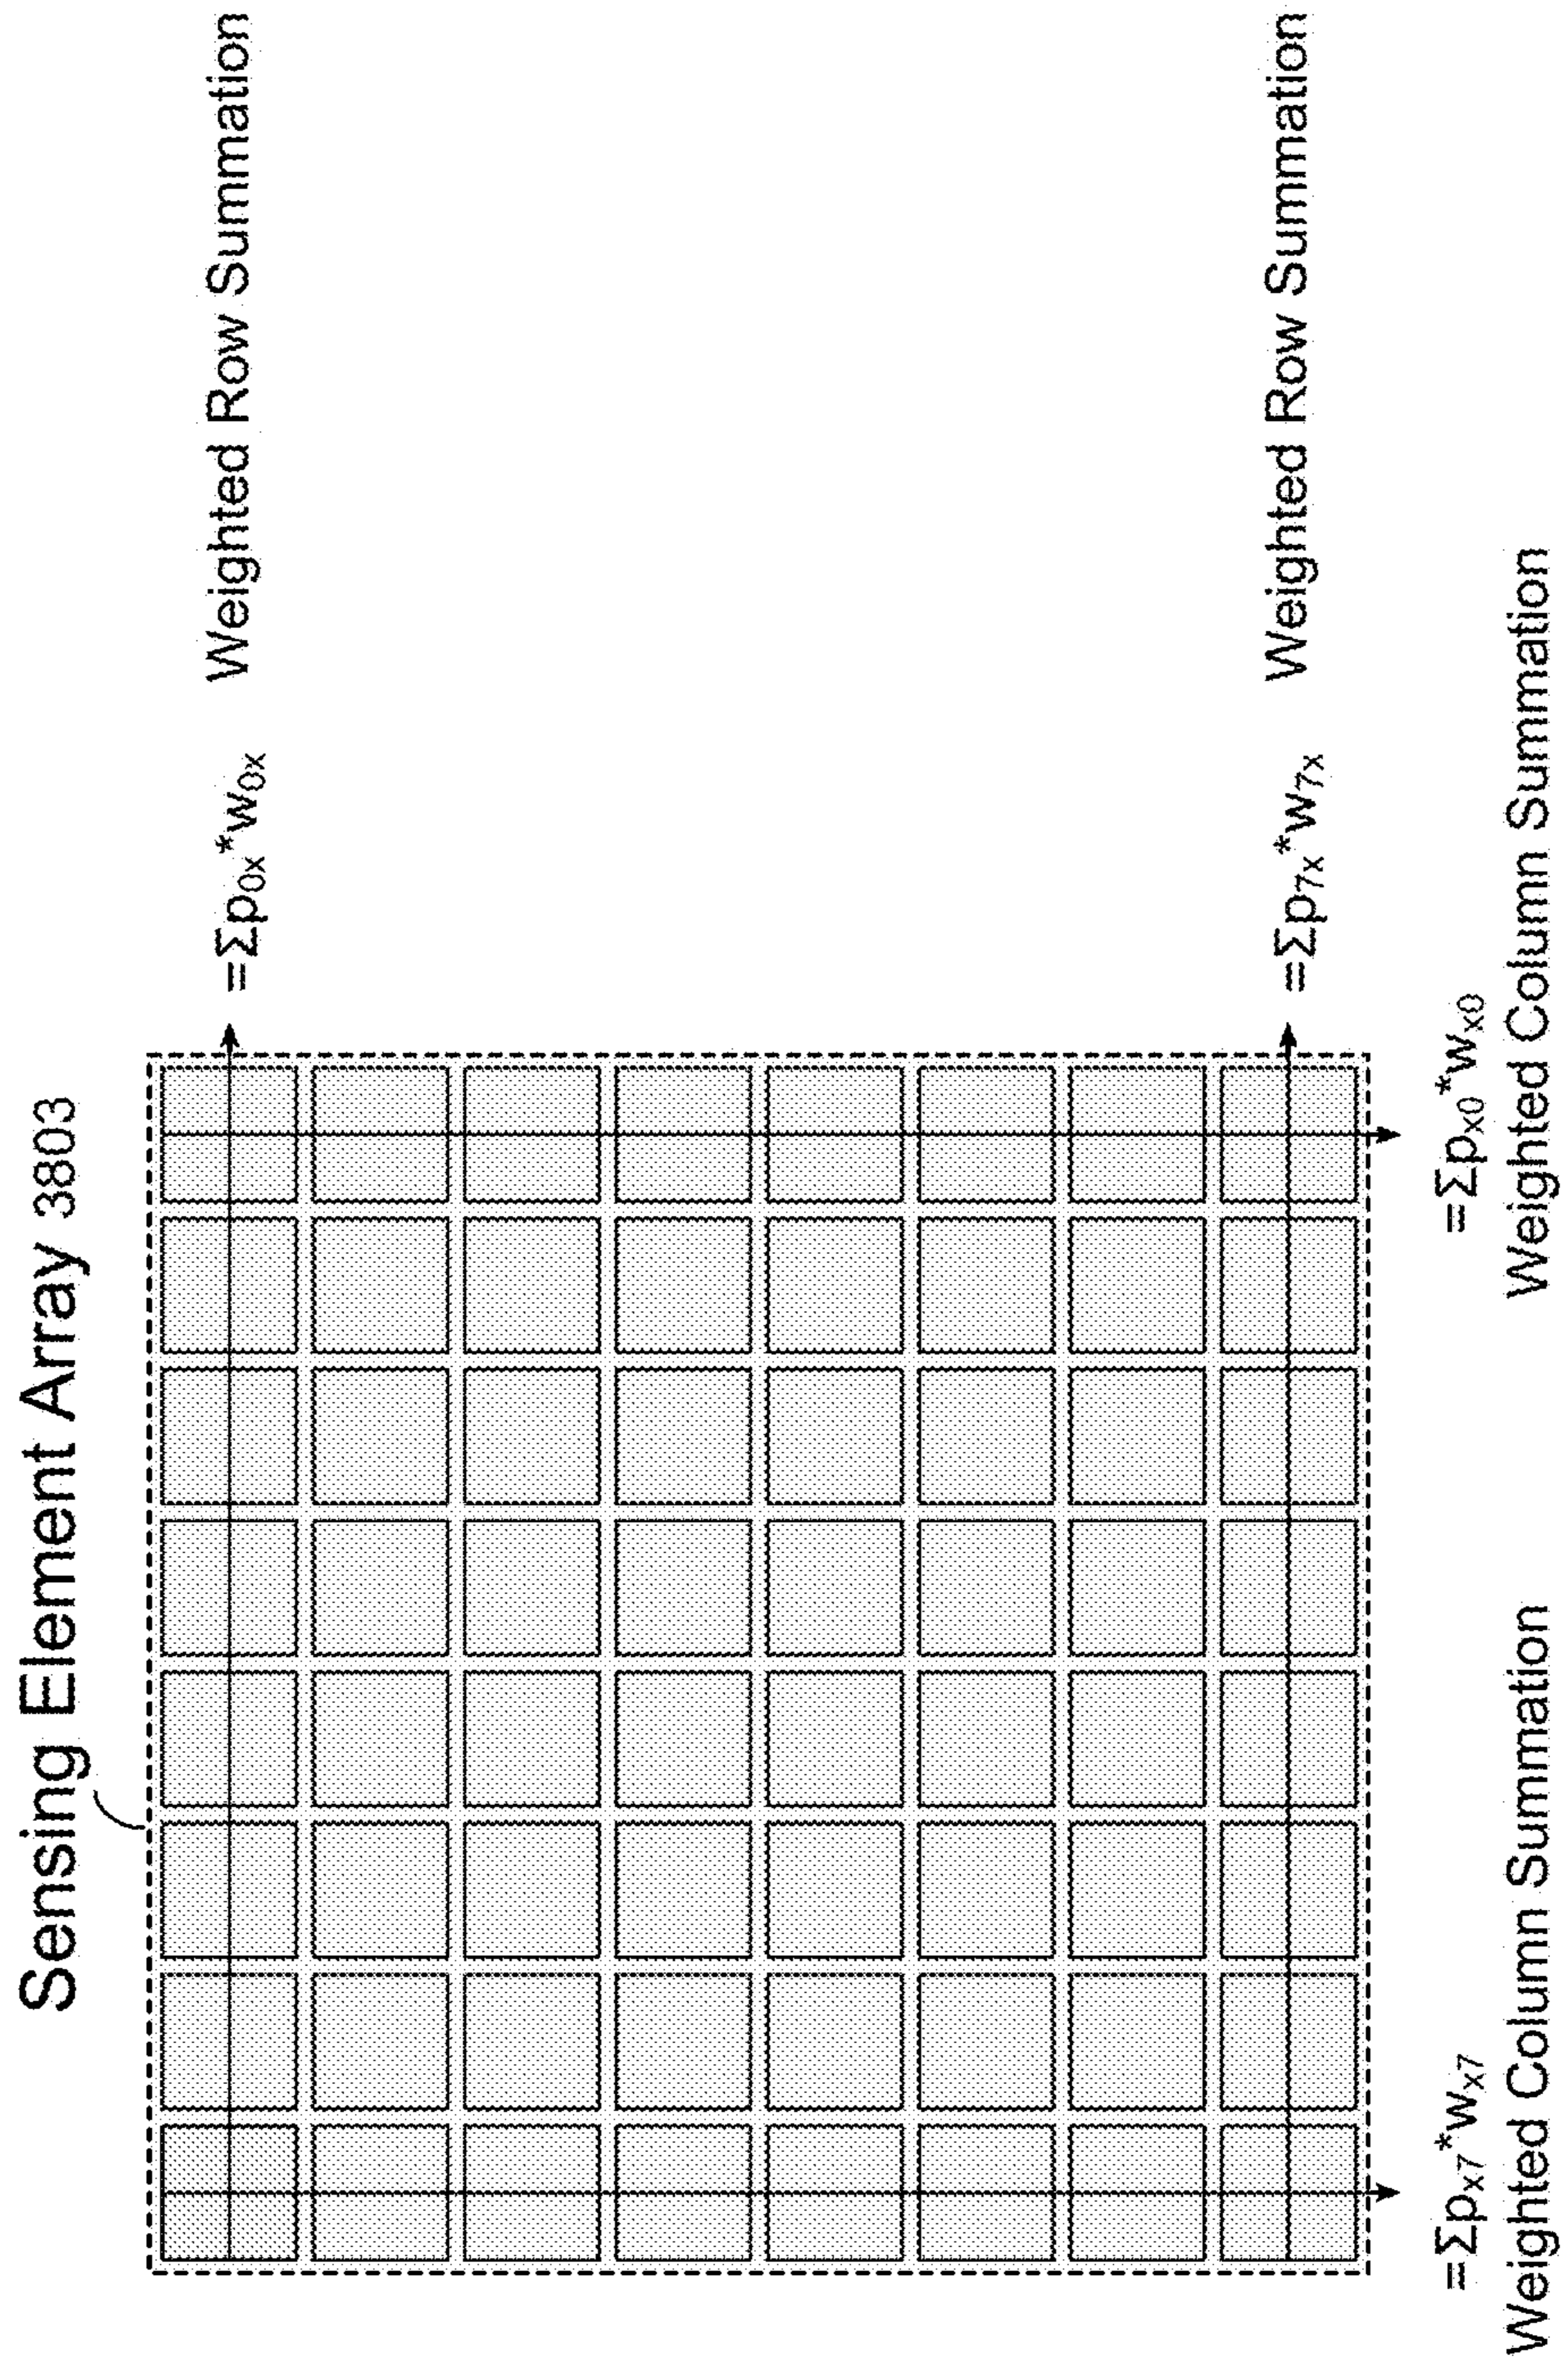 Sensing Element Array 3803
=Σp₀ₓ*w₀ₓ Weighted Row Summation
=Σp₇ₓ*w₇ₓ Weighted Row Summation
=Σpₓ₇*wₓ₇
Weighted Column Summation
=Σpₓ₀*wₓ₀
Weighted Column Summation